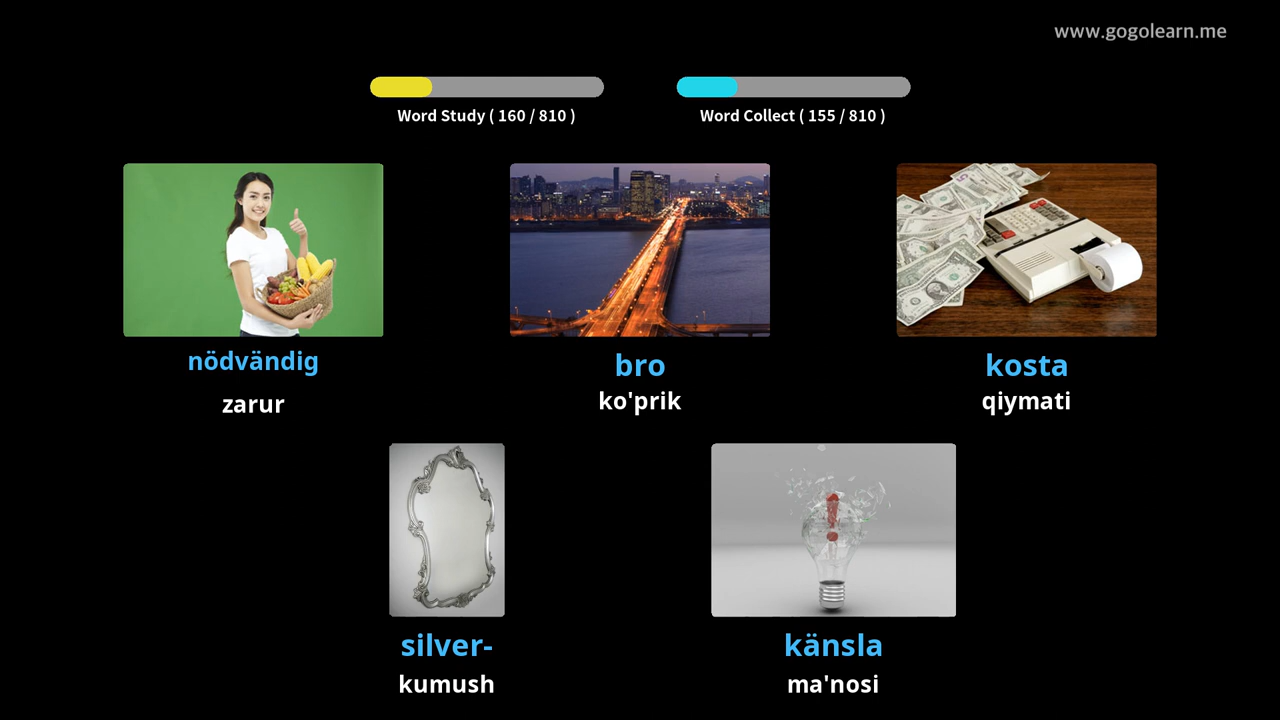 www.gogolearn.me
Word Study ( 160 / 810 )
Word Collect ( 155 / 810 )
nödvändig
zarur
bro
ko'prik
kosta
qiymati
silver-
kumush
känsla
ma'nosi